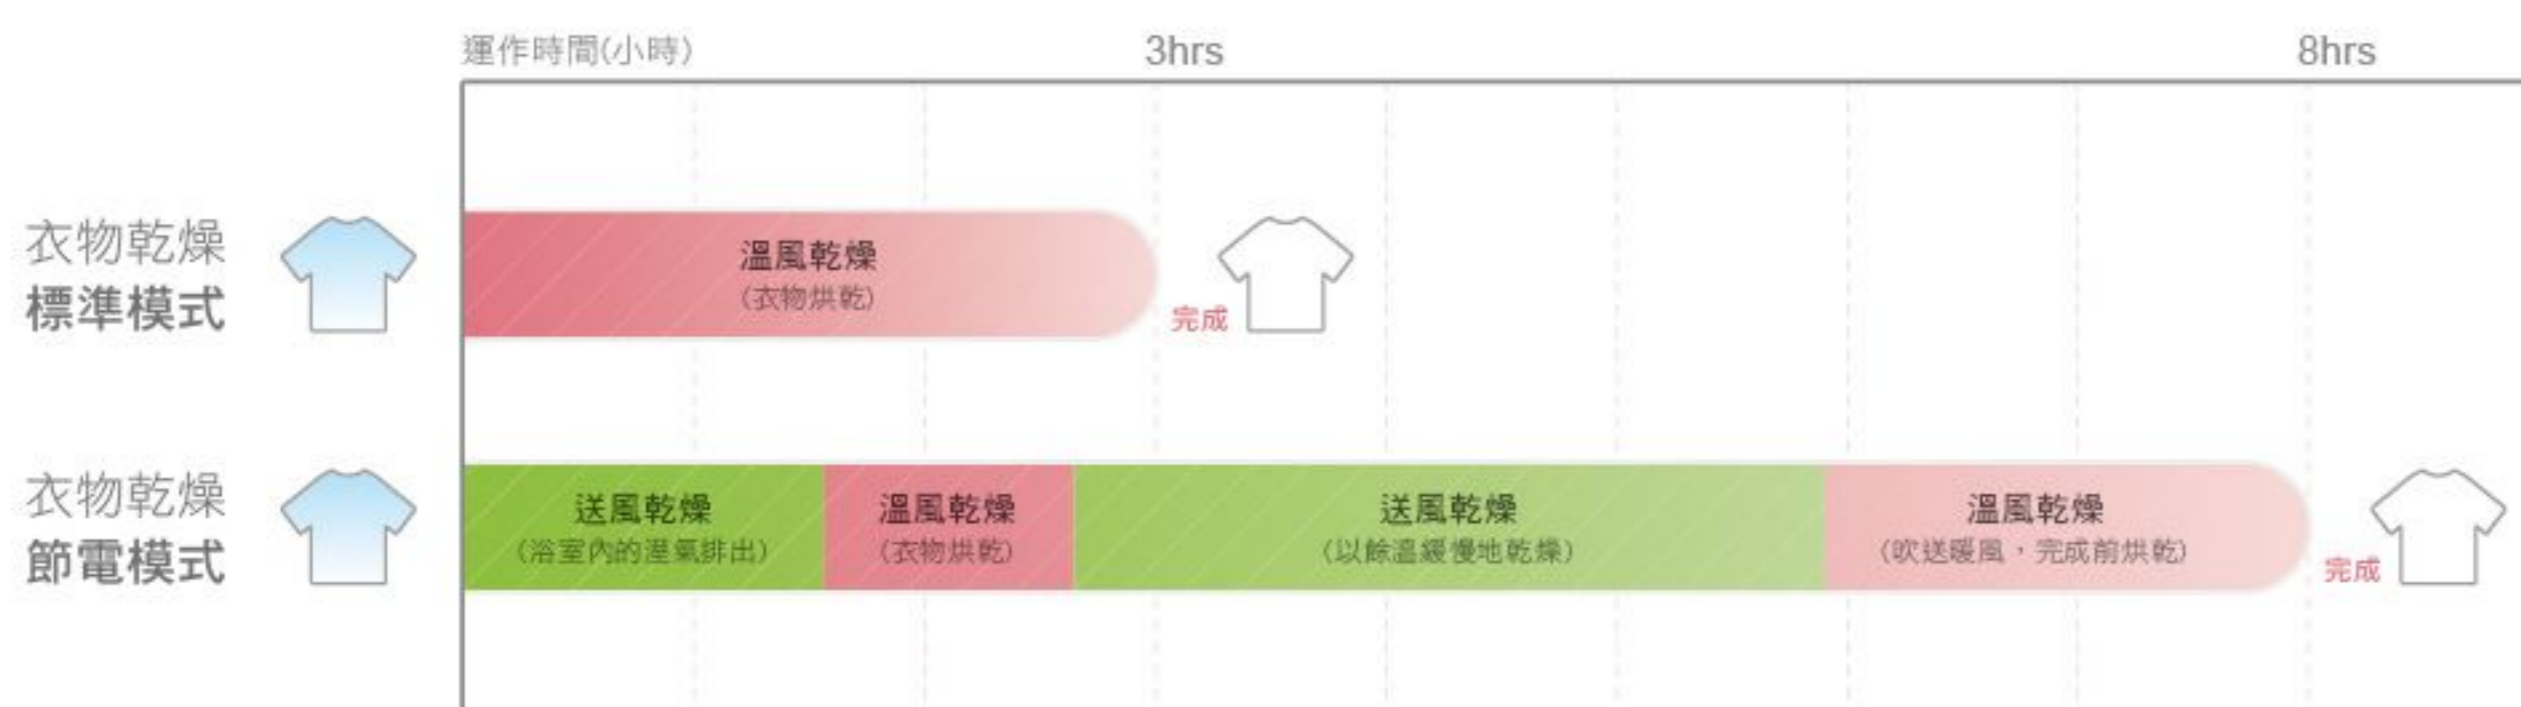 運作時間(小時)
3hrs
8hrs
衣物乾燥
標準模式
溫風乾燥
(衣物烘乾)
完成
衣物乾燥
節電模式
送風乾燥
(浴室內的溼氣排出)
溫風乾燥
(衣物烘乾)
送風乾燥
(以餘溫緩慢地乾燥)
溫風乾燥
(吹送暖風，完成前烘乾)
完成